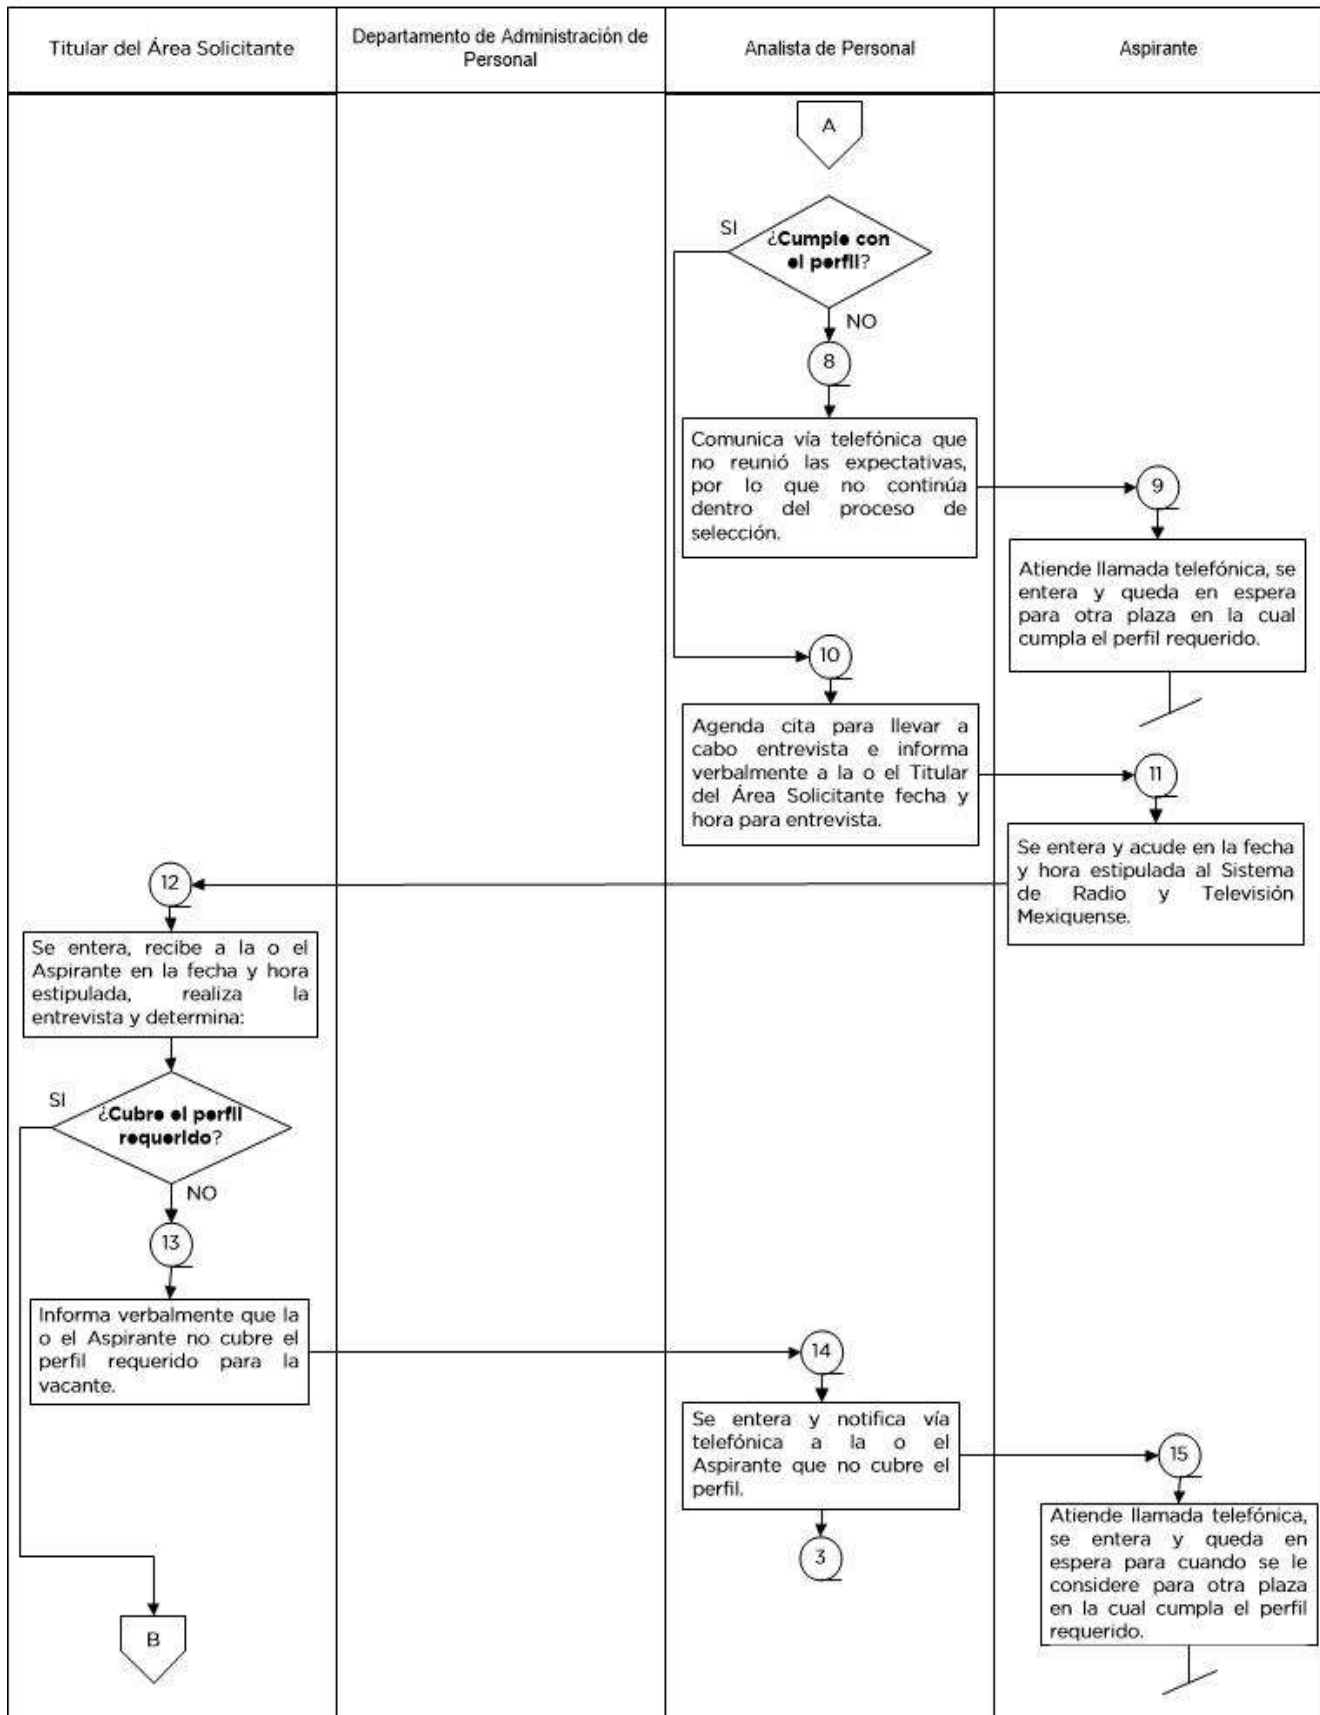 Titular del Área Solicitante
Departamento de Administración de
Personal
Analista de Personal
Aspirante
A
SI
¿Cumple con
el perfil?
NO
8
Comunica vía telefónica que
no reunió las expectativas,
por lo que no continúa
dentro del proceso de
selección.
9
Atiende llamada telefónica, se
entera y queda en espera
para otra plaza en la cual
cumpla el perfil requerido.
10
Agenda cita para llevar a
cabo entrevista e informa
verbalmente a la o el Titular
del Área Solicitante fecha y
hora para entrevista.
11
Se entera y acude en la fecha
y hora estipulada al Sistema
de Radio y Televisión
Mexiquense.
12
Se entera, recibe a la o el
Aspirante en la fecha y hora
estipulada, realiza la
entrevista y determina:
SI
¿Cubre el perfil
requerido?
NO
13
Informa verbalmente que la
o el Aspirante no cubre el
perfil requerido para la
vacante.
14
Se entera y notifica vía
telefónica a la o el
Aspirante que no cubre el
perfil.
3
15
Atiende llamada telefónica,
se entera y queda en
espera para cuando se le
considere para otra plaza
en la cual cumpla el perfil
requerido.
B